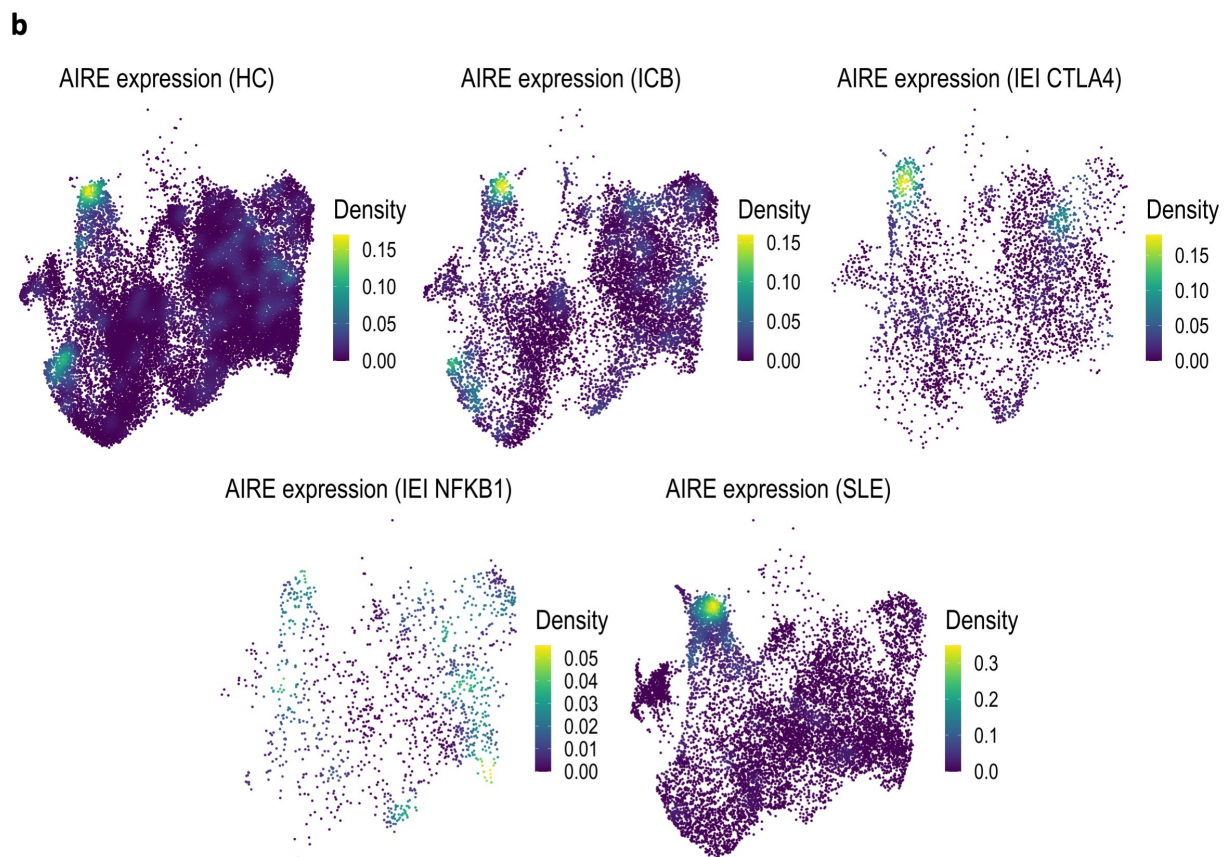 b
AIRE expression (HC)
Density
0.15
0.10
0.05
0.00
AIRE expression (ICB)
Density
0.15
0.10
0.05
0.00
AIRE expression (IEI CTLA4)
Density
0.15
0.10
0.05
0.00
AIRE expression (IEI NFKB1)
Density
0.05
0.04
0.03
0.02
0.01
0.00
AIRE expression (SLE)
Density
0.3
0.2
0.1
0.0